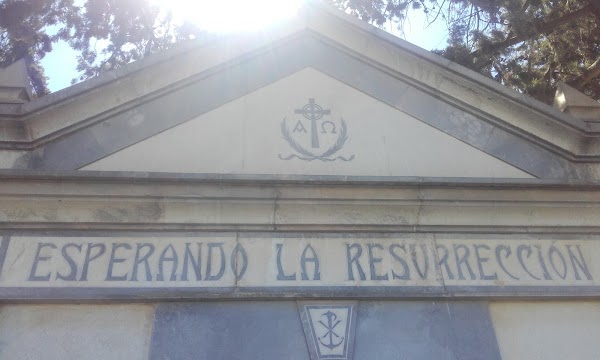 Α Ω
ESPERANDO LA RESURRECCIÓN